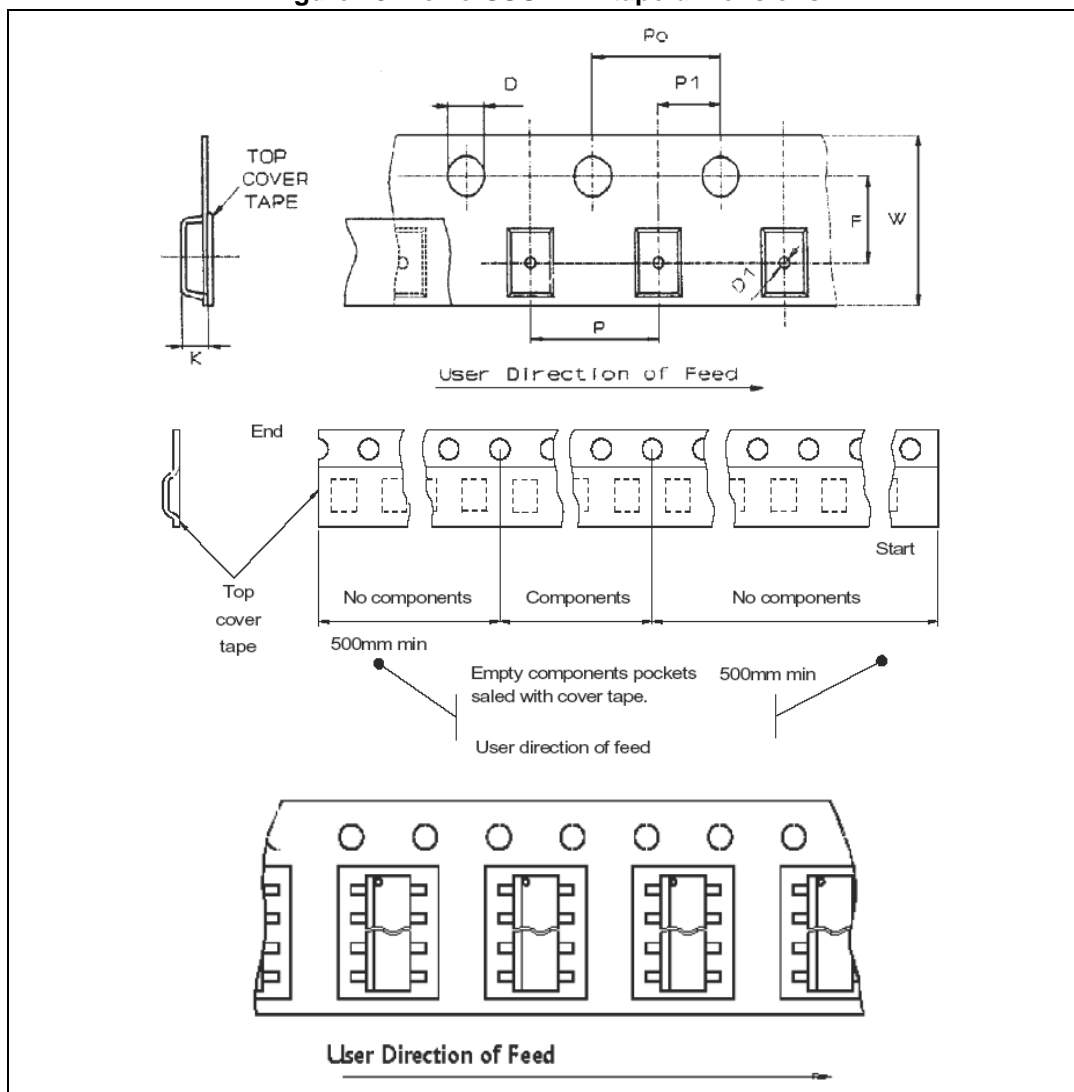 Po
D
P1
TOP
COVER
TAPE
F
W
D1
P
K
User Direction of Feed
End
Start
Top
cover
tape
No components
Components
No components
500mm min
500mm min
Empty components pockets
saled with cover tape.
User direction of feed
User Direction of Feed